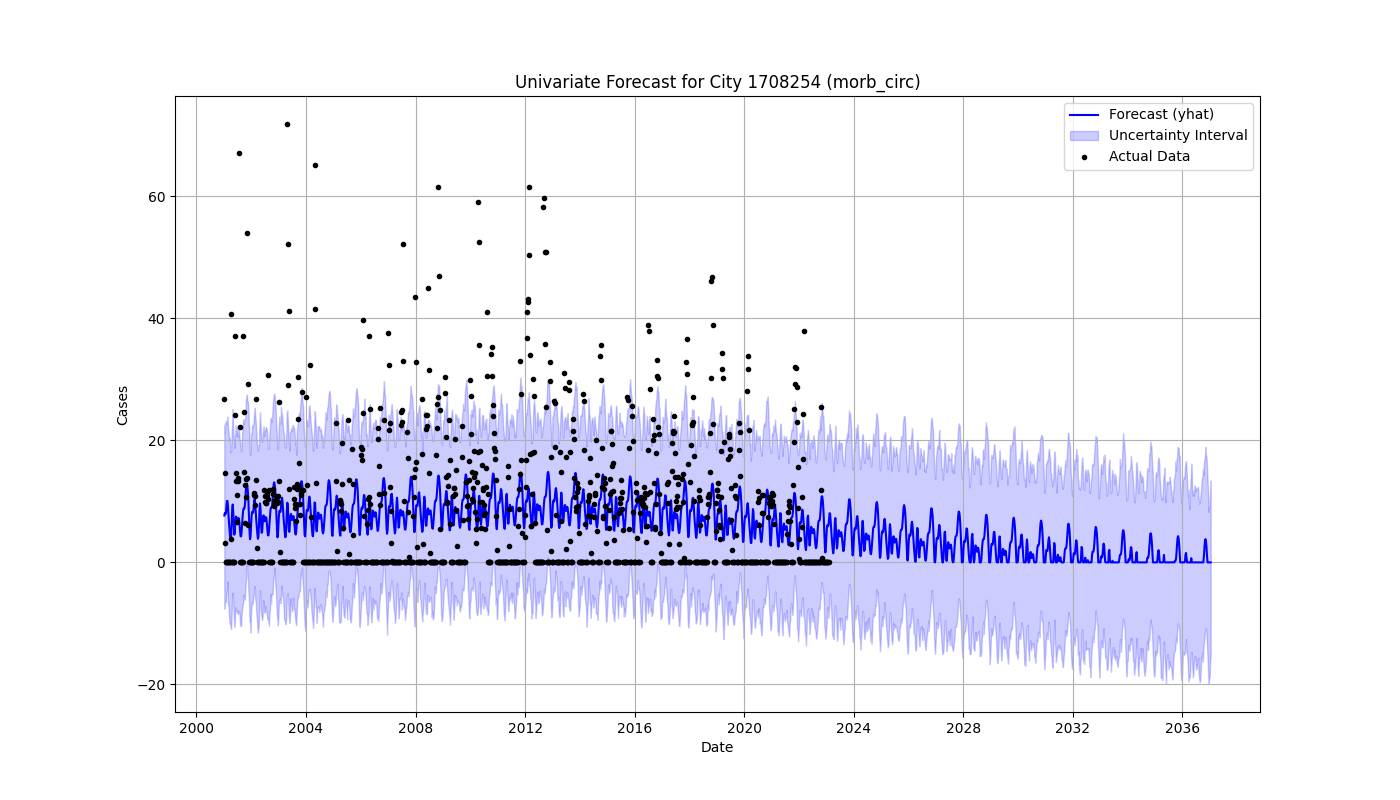 Univariate Forecast for City 1708254 (morb_circ)
Forecast (yhat)
Uncertainty Interval
Actual Data
Cases
60
40
20
0
−20
2000 2004 2008 2012 2016 2020 2024 2028 2032 2036
Date